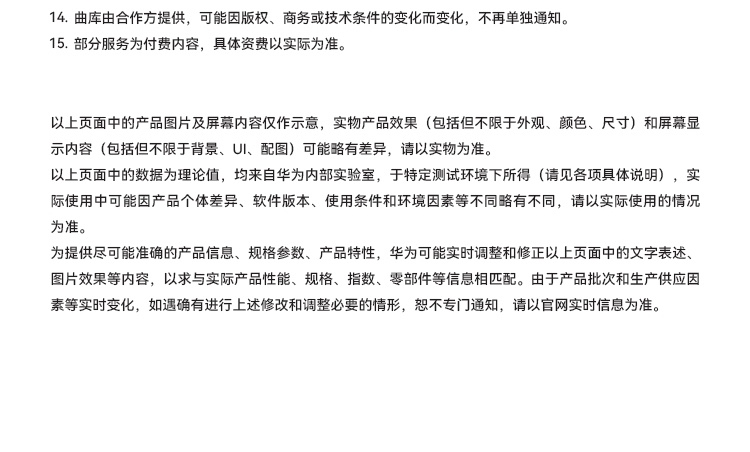 14. 曲库由合作方提供，可能因版权、商务或技术条件的变化而变化，不再单独通知。
15. 部分服务为付费内容，具体资费以实际为准。
以上页面中的产品图片及屏幕内容仅作示意，实物产品效果（包括但不限于外观、颜色、尺寸）和屏幕显
示内容（包括但不限于背景、UI、配图）可能略有差异，请以实物为准。
以上页面中的数据为理论值，均来自华为内部实验室，于特定测试环境下所得（请见各项具体说明），实
际使用中可能因产品个体差异、软件版本、使用条件和环境因素等不同略有不同，请以实际使用的情况
为准。
为提供尽可能准确的产品信息、规格参数、产品特性，华为可能实时调整和修正以上页面中的文字表述、
图片效果等内容，以求与实际产品性能、规格、指数、零部件等信息相匹配。由于产品批次和生产供应因
素等实时变化，如遇确有进行上述修改和调整必要的情形，恕不专门通知，请以官网实时信息为准。